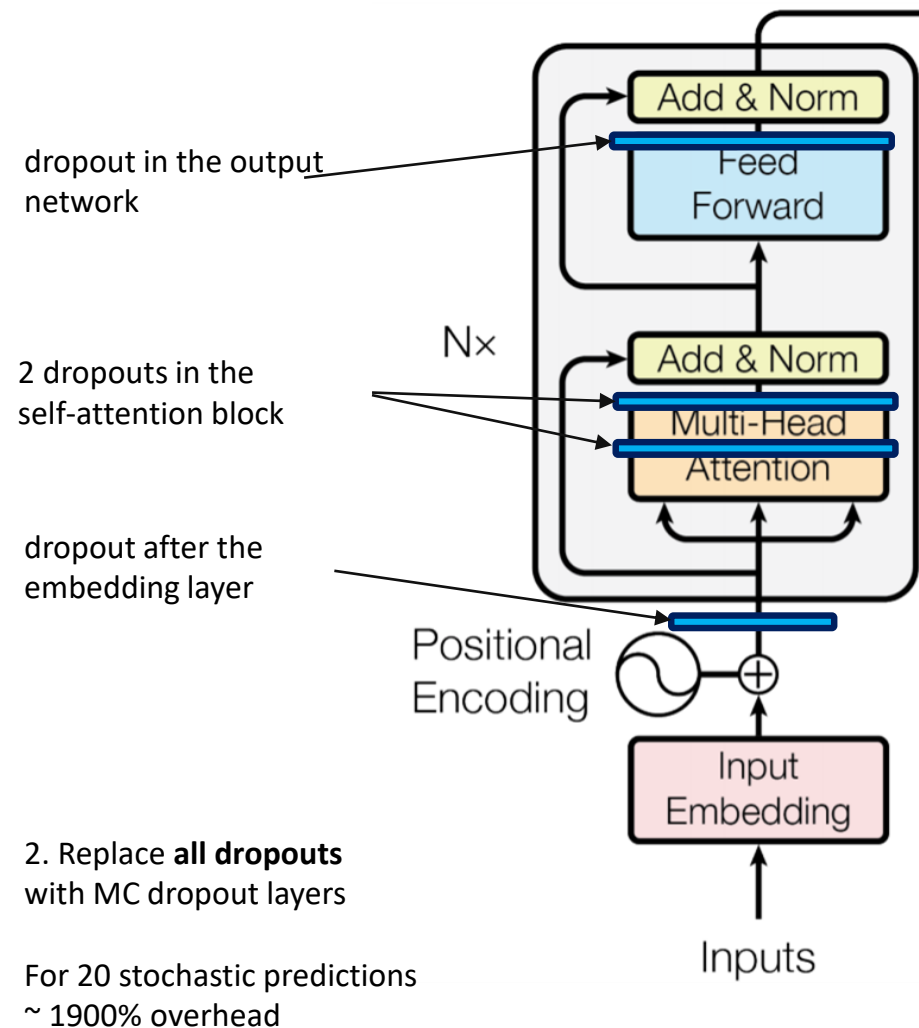 Add & Norm
dropout in the output
network
Feed
Forward
N×
Add & Norm
2 dropouts in the
self-attention block
Multi-Head
Attention
dropout after the
embedding layer
Positional
Encoding
Input
Embedding
2. Replace all dropouts
with MC dropout layers
Inputs
For 20 stochastic predictions
~ 1900% overhead